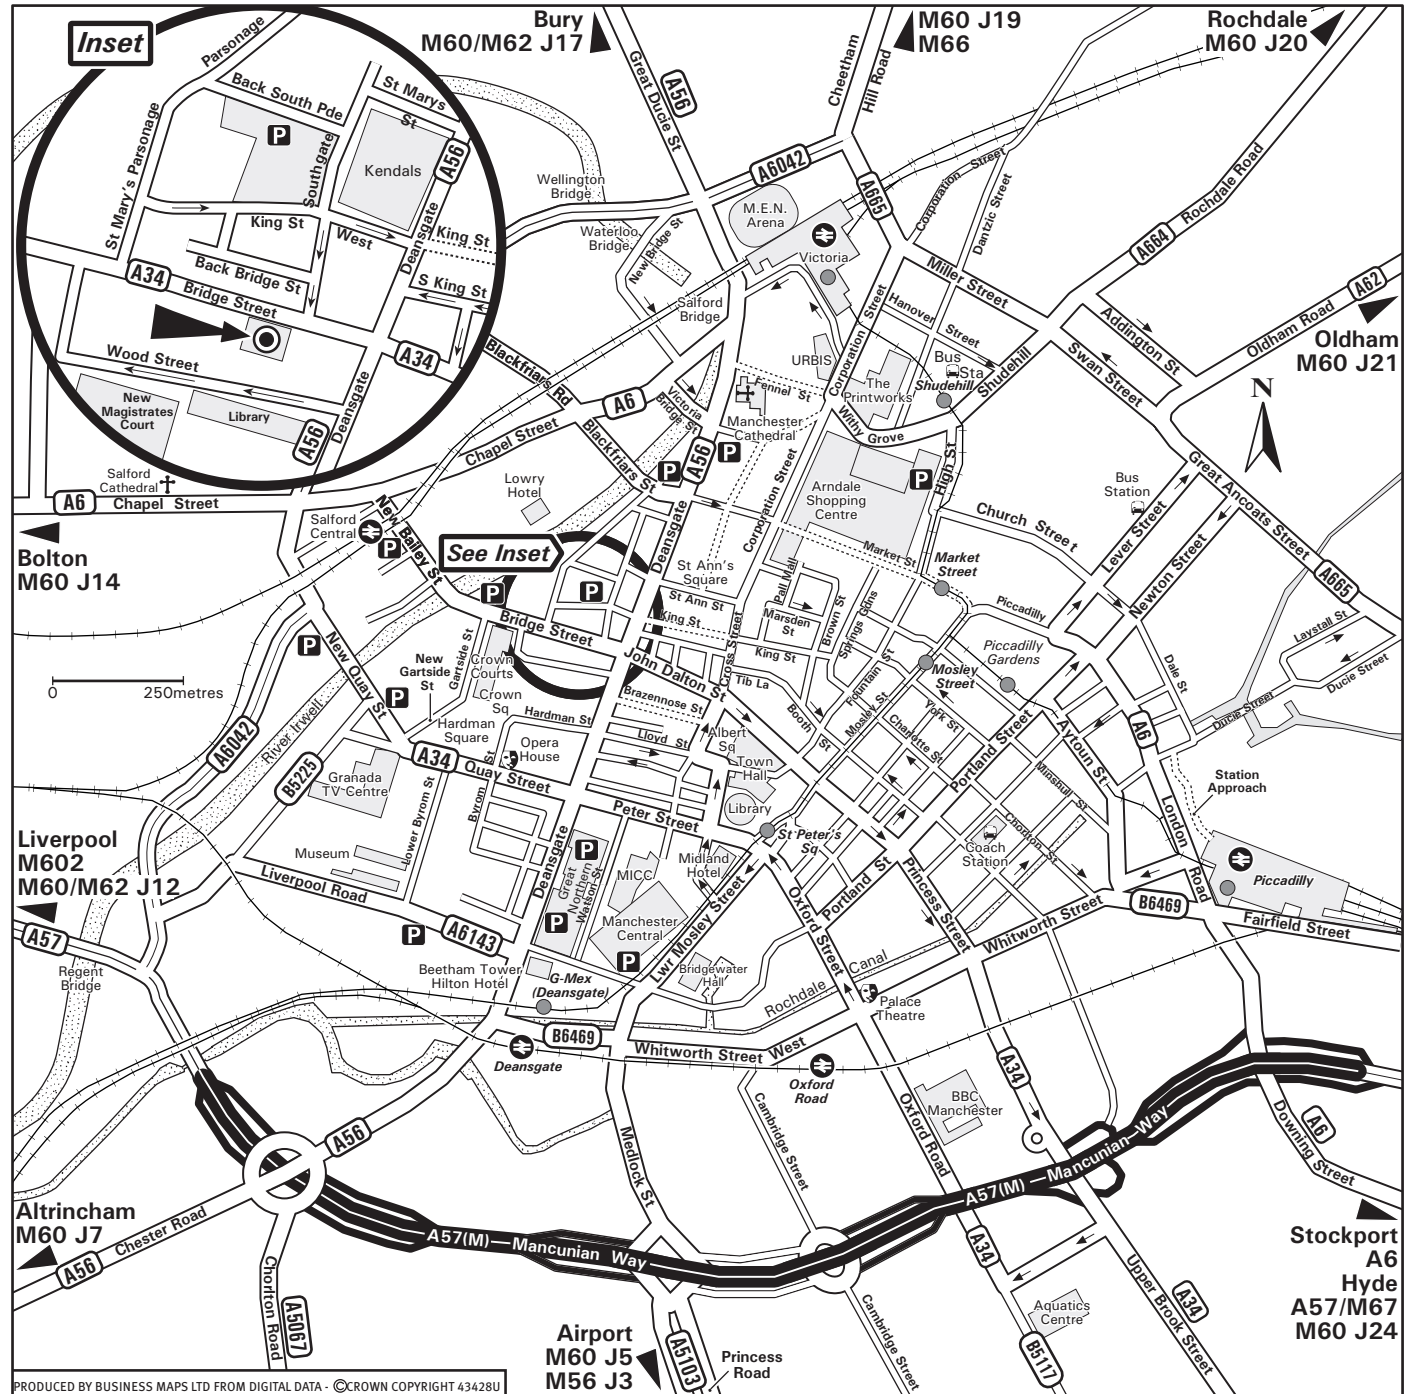 Inset
Parsonage
Back South Pde
St Marys
St
A56
Southgate
Kendals
P
St Mary's Parsonage
King St
West
Deansgate
King St
Back Bridge St
S King St
A34
Bridge Street
A34
Wood Street
New
Magistrates
Court
Library
Deansgate
A56
Bury
M60/M62 J17
Great Ducie St
A56
Cheetham
Hill Road
M60 J19
M66
Rochdale
M60 J20
A6042
A665
Corporation Street
Dantzic Street
Rochdale Road
A664
A62
Oldham Road
Oldham
M60 J21
N
Wellington
Bridge
Waterloo
Bridge
New Bridge St
Salford
Bridge
M.E.N.
Arena
Victoria
Miller Street
Hanover
Street
Addington St
Swan Street
Shudehill
Bus
Sta
Shudehill
URBIS
Corporation Street
The
Printworks
Fennel St
Manchester
Cathedral
Withy Grove
Blackfriars Rd
A6
Victoria
Bridge St
Chapel Street
Blackfriars St
A56
P
P
P
Salford
Cathedral
A6
Chapel Street
Lowry
Hotel
Bolton
M60 J14
Salford
Central
P
New Bailey St
See Inset
Deansgate
Corporation Street
Arndale
Shopping
Centre
High St
Church Street
Bus
Station
Great Ancoats Street
Lever Street
Newton Street
A665
Market St
Market
Street
St Ann's
Square
St Ann St
King St
Cross Street
Pall Mall
Marsden
St
Brown St
Springs Gdns
Piccadilly
Piccadilly
Gardens
Laystall St
Ducie Street
Dale St
Ducie Street
P
P
Bridge Street
John Dalton St
King St
Tib La
Fountain St
Mosley
Street
Mosley St
York St
Charlotte St
Booth St
Portland Street
Aytoun St
A6
P
New Quay St
P
New
Gartside
St
Gartside St
Crown
Courts
Crown
Sq
Hardman
Square
Hardman St
Brazennose St
Lloyd St
Albert
Sq
Town
Hall
Library
0
250metres
A6042
River Irwell
B5225
Granada
TV Centre
A34
Quay Street
Opera
House
Byrom St
Lower Byrom St
Peter Street
St Peter's
Sq
Minshull St
Chorlton St
Coach
Station
London
Road
Station
Approach
Piccadilly
Liverpool
M602
M60/M62 J12
Museum
Liverpool Road
Deansgate
P
Great
Northern
Watson St
MICC
Midland
Hotel
Manchester
Central
P
P
P
A6143
Lwr Mosley Street
Oxford Street
Portland St
Princess Street
Whitworth Street
B6469
Fairfield Street
A57
Regent
Bridge
Beetham Tower
Hilton Hotel
G-Mex
(Deansgate)
Bridgewater
Hall
Rochdale
Canal
Palace
Theatre
B6469
Whitworth Street West
Deansgate
Oxford
Road
A34
BBC
Manchester
Cambridge Street
Oxford Road
A56
Medlock St
A57(M)
Mancunian
Way
A6
Downing Street
Altrincham
M60 J7
Chester Road
A56
Chorlton Road
A5067
A57(M)
Mancunian
Way
A34
Upper Brook Street
A34
Aquatics
Centre
B5117
Cambridge Street
Stockport
A6
Hyde
A57/M67
M60 J24
Airport
M60 J5
M56 J3
A5103
Princess
Road
PRODUCED BY BUSINESS MAPS LTD FROM DIGITAL DATA - ©CROWN COPYRIGHT 43428U